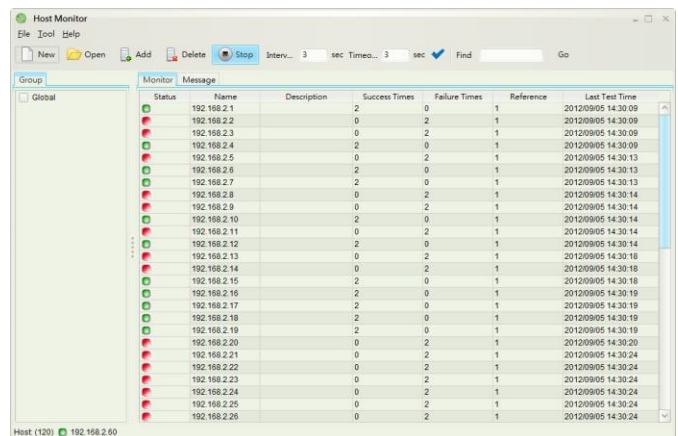 Host Monitor
File Tool Help
New Open Add Delete Stop Interv... 3 sec Timeo... 3 sec Find Go
Group Monitor Message
Global
Status Name Description Success Times Failure Times Reference Last Test Time
192.168.2.1 2 0 1 2012/09/05 14:30:09
192.168.2.2 0 2 1 2012/09/05 14:30:09
192.168.2.3 0 2 1 2012/09/05 14:30:09
192.168.2.4 2 0 1 2012/09/05 14:30:09
192.168.2.5 0 2 1 2012/09/05 14:30:13
192.168.2.6 2 0 1 2012/09/05 14:30:13
192.168.2.7 2 0 1 2012/09/05 14:30:13
192.168.2.8 0 2 1 2012/09/05 14:30:14
192.168.2.9 0 2 1 2012/09/05 14:30:14
192.168.2.10 2 0 1 2012/09/05 14:30:14
192.168.2.11 0 2 1 2012/09/05 14:30:14
192.168.2.12 2 0 1 2012/09/05 14:30:14
192.168.2.13 0 2 1 2012/09/05 14:30:18
192.168.2.14 0 2 1 2012/09/05 14:30:18
192.168.2.15 2 0 1 2012/09/05 14:30:18
192.168.2.16 2 0 1 2012/09/05 14:30:19
192.168.2.17 2 0 1 2012/09/05 14:30:19
192.168.2.18 2 0 1 2012/09/05 14:30:19
192.168.2.19 2 0 1 2012/09/05 14:30:19
192.168.2.20 0 2 1 2012/09/05 14:30:20
192.168.2.21 0 2 1 2012/09/05 14:30:24
192.168.2.22 0 2 1 2012/09/05 14:30:24
192.168.2.23 0 2 1 2012/09/05 14:30:24
192.168.2.24 0 2 1 2012/09/05 14:30:24
192.168.2.25 0 2 1 2012/09/05 14:30:24
192.168.2.26 0 2 1 2012/09/05 14:30:24
Host (120) 192.168.2.60